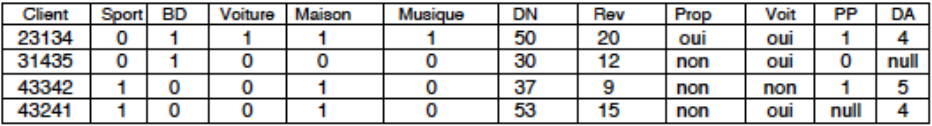 Client Sport BD Voiture Maison Musique DN Rev Prop Voit PP DA
23134 0 1 1 1 1 50 20 oui oui 1 4
31435 0 1 0 0 0 30 12 non oui 0 null
43342 1 0 0 1 0 37 9 non non 1 5
43241 1 0 0 1 0 53 15 non oui null 4